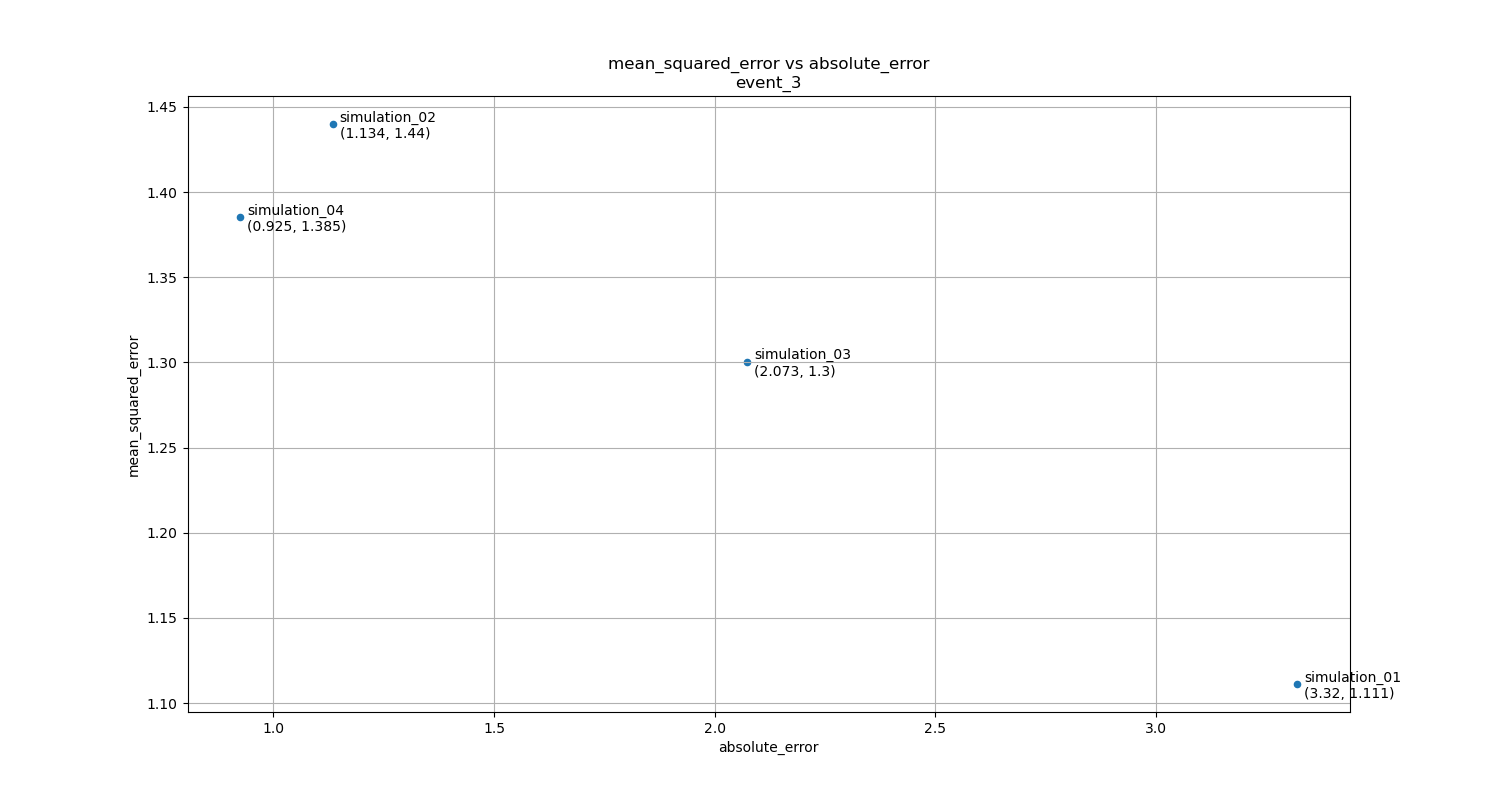 mean_squared_error vs absolute_error
event_3
1.45
1.40
1.35
1.30
1.25
1.20
1.15
1.10
mean_squared_error
simulation_02
(1.134, 1.44)
simulation_04
(0.925, 1.385)
simulation_03
(2.073, 1.3)
simulation_01
(3.32, 1.111)
1.0
1.5
2.0
2.5
3.0
absolute_error